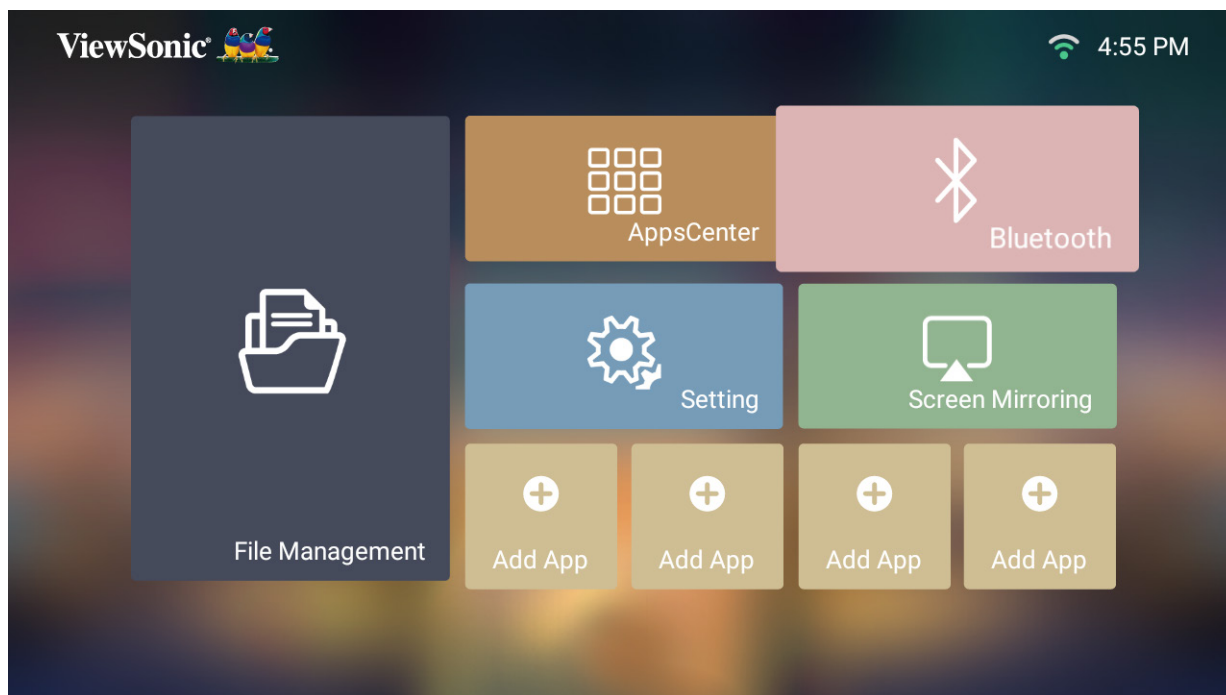 ViewSonic®
4:55 PM
AppsCenter
Bluetooth
Setting
Screen Mirroring
File Management
Add App
Add App
Add App
Add App